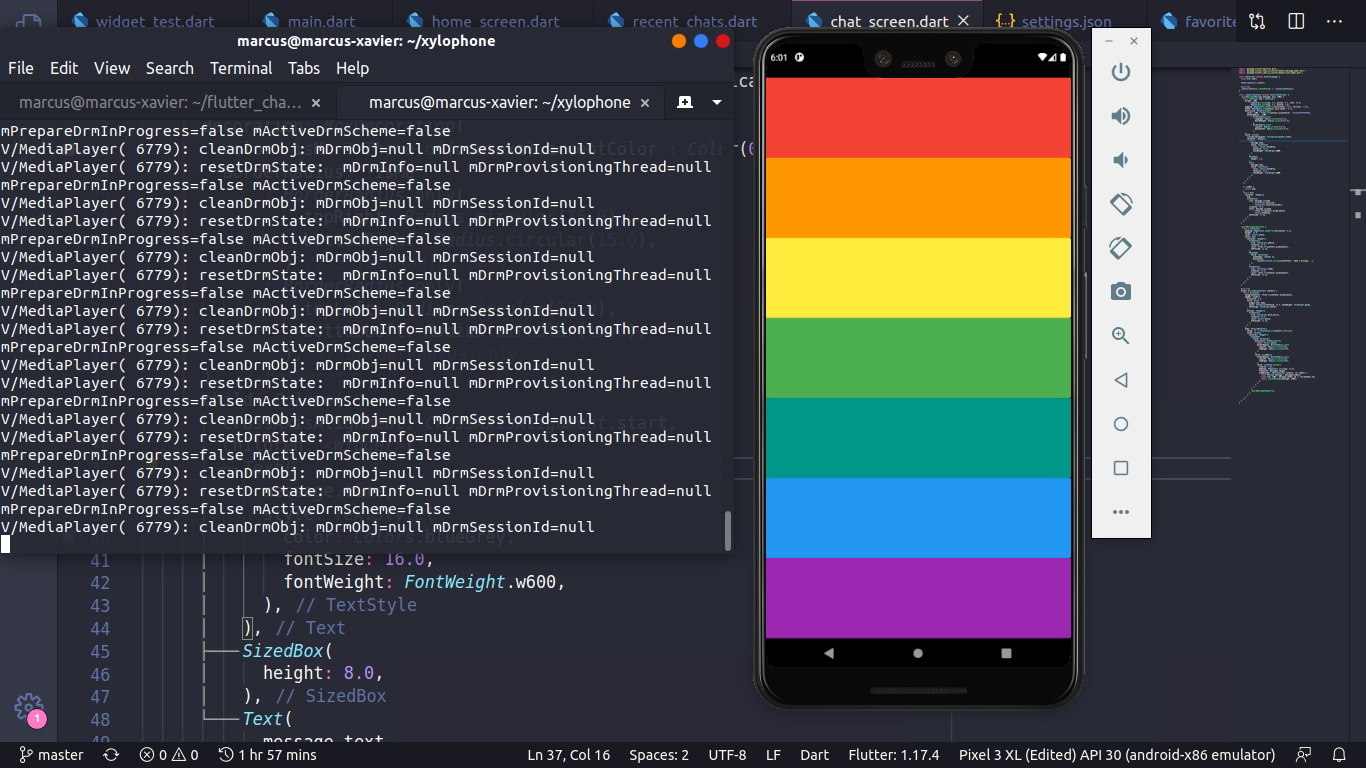 widget_test.dart
main.dart
home_screen.dart
recent_chats.dart
chat_screen.dart
settings.json
favorite
marcus@marcus-xavier: ~/xylophone
File Edit View Search Terminal Tabs Help
marcus@marcus-xavier: ~/flutter_cha…
marcus@marcus-xavier: ~/xylophone
mPrepareDrmInProgress=false mActiveDrmScheme=false
V/MediaPlayer( 6779): cleanDrmObj: mDrmObj=null mDrmSessionId=null
V/MediaPlayer( 6779): resetDrmState:  mDrmInfo=null mDrmProvisioningThread=null
mPrepareDrmInProgress=false mActiveDrmScheme=false
V/MediaPlayer( 6779): cleanDrmObj: mDrmObj=null mDrmSessionId=null
V/MediaPlayer( 6779): resetDrmState:  mDrmInfo=null mDrmProvisioningThread=null
mPrepareDrmInProgress=false mActiveDrmScheme=false
V/MediaPlayer( 6779): cleanDrmObj: mDrmObj=null mDrmSessionId=null
V/MediaPlayer( 6779): resetDrmState:  mDrmInfo=null mDrmProvisioningThread=null
mPrepareDrmInProgress=false mActiveDrmScheme=false
V/MediaPlayer( 6779): cleanDrmObj: mDrmObj=null mDrmSessionId=null
V/MediaPlayer( 6779): resetDrmState:  mDrmInfo=null mDrmProvisioningThread=null
mPrepareDrmInProgress=false mActiveDrmScheme=false
V/MediaPlayer( 6779): cleanDrmObj: mDrmObj=null mDrmSessionId=null
V/MediaPlayer( 6779): resetDrmState:  mDrmInfo=null mDrmProvisioningThread=null
mPrepareDrmInProgress=false mActiveDrmScheme=false
V/MediaPlayer( 6779): cleanDrmObj: mDrmObj=null mDrmSessionId=null
V/MediaPlayer( 6779): resetDrmState:  mDrmInfo=null mDrmProvisioningThread=null
mPrepareDrmInProgress=false mActiveDrmScheme=false
V/MediaPlayer( 6779): cleanDrmObj: mDrmObj=null mDrmSessionId=null
V/MediaPlayer( 6779): resetDrmState:  mDrmInfo=null mDrmProvisioningThread=null
mPrepareDrmInProgress=false mActiveDrmScheme=false
V/MediaPlayer( 6779): cleanDrmObj: mDrmObj=null mDrmSessionId=null
6:01
41 fontSize: 16.0,
42 fontWeight: FontWeight.w600,
43 ), // TextStyle
44 ), // Text
45 SizedBox(
46 height: 8.0,
47 ), // SizedBox
48 Text(
message.text
1
master
0
0
1 hr 57 mins
Ln 37, Col 16
Spaces: 2
UTF-8
LF
Dart
Flutter: 1.17.4
Pixel 3 XL (Edited) API 30 (android-x86 emulator)